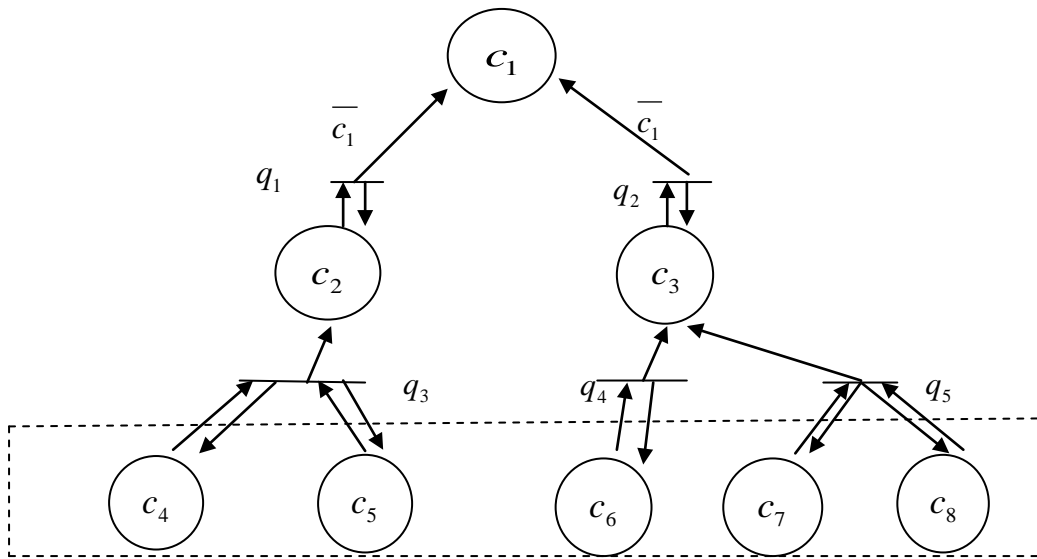 c₁
c̅₁ c̅₁
q₁ q₂
c₂ c₃
q₃ q₄ q₅
c₄ c₅ c₆ c₇ c₈